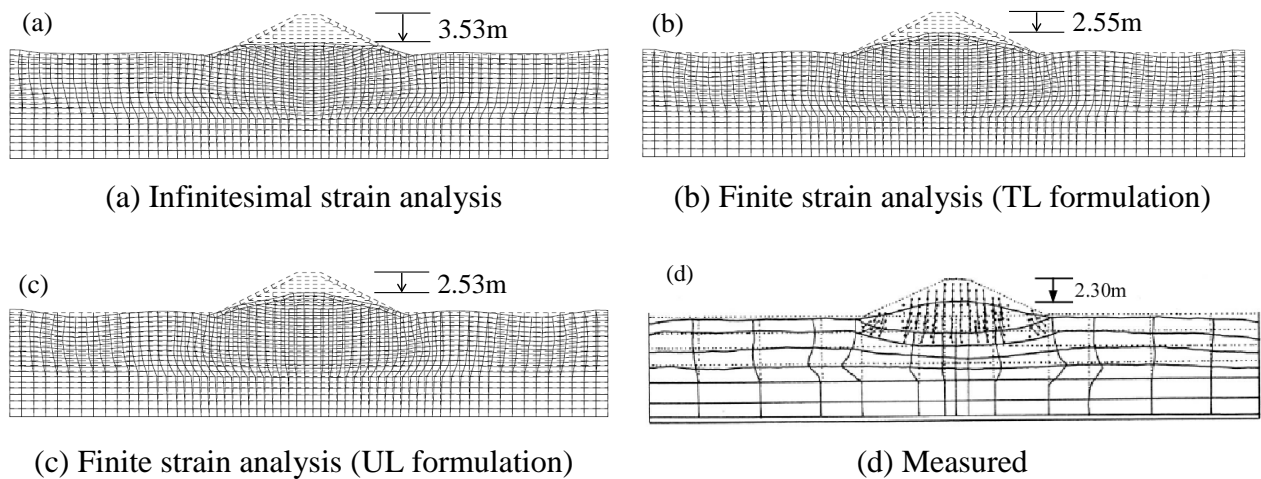 (a)
3.53m
(b)
2.55m
(a) Infinitesimal strain analysis
(b) Finite strain analysis (TL formulation)
(c)
2.53m
(d)
2.30m
(c) Finite strain analysis (UL formulation)
(d) Measured